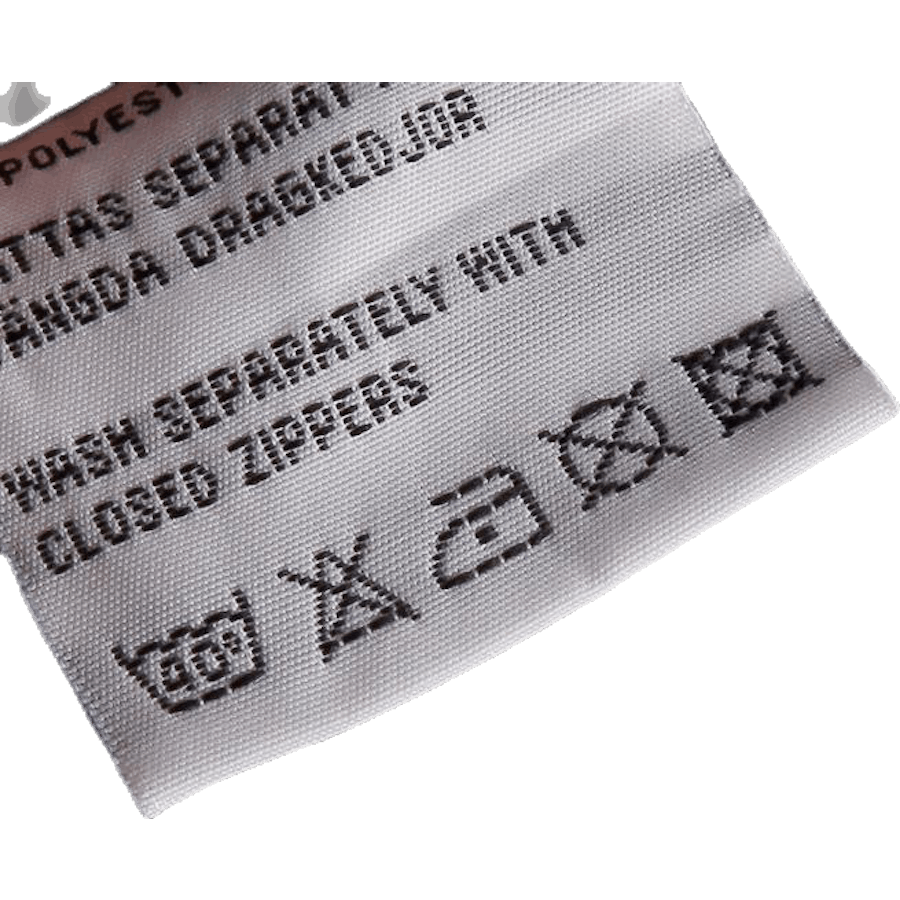 POLYEST
TTAS SEPARAT
ÄNGDA DRAGKEDJOR
WASH SEPARATELY WITH
CLOSED ZIPPERS